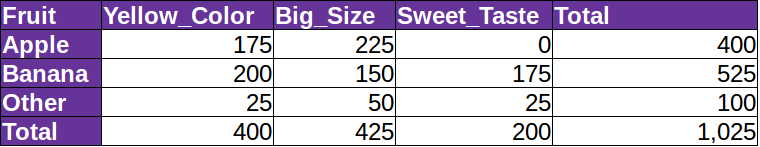 Fruit Yellow_Color Big_Size Sweet_Taste Total
Apple 175 225 0 400
Banana 200 150 175 525
Other 25 50 25 100
Total 400 425 200 1,025